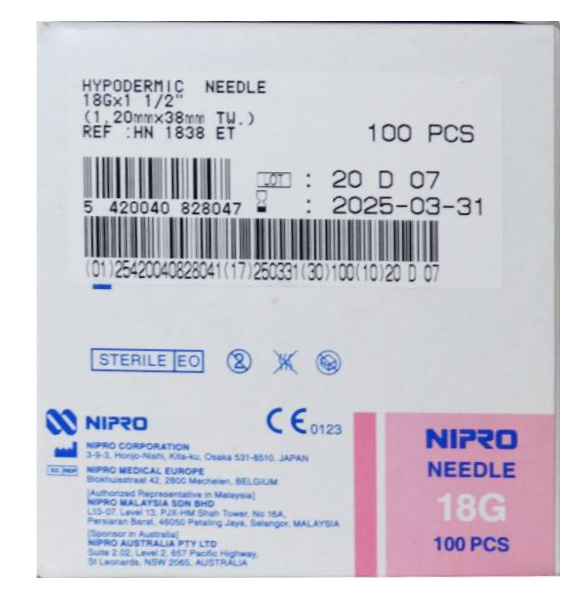 HYPODERMIC NEEDLE
18Gx1 1/2"
(1,20mmx38mm TW.)
REF :HN 1838 ET
100 PCS
LOT : 20 D 07
: 2025-03-31
5 420040 828047
(01)25420040828041(17)250331(30)100(10)20 D 07
STERILE EO
2
NIPRO
CE 0123
NIPRO CORPORATION
3-9-3, Honjo-Nishi, Kita-ku, Osaka 531-8510, JAPAN
EC REP
NIPRO MEDICAL EUROPE
Blokhuisstraat 42, 2800 Mechelen, BELGIUM
[Authorized Representative in Malaysia]
NIPRO MALAYSIA SDN BHD
L13-07, Level 13, PJX-HM Shah Tower, No 16A,
Persiaran Barat, 46050 Petaling Jaya, Selangor, MALAYSIA
[Sponsor in Australia]
NIPRO AUSTRALIA PTY LTD
Suite 2.02, Level 2, 657 Pacific Highway,
St Leonards, NSW 2065, AUSTRALIA
NIPRO
NEEDLE
18G
100 PCS